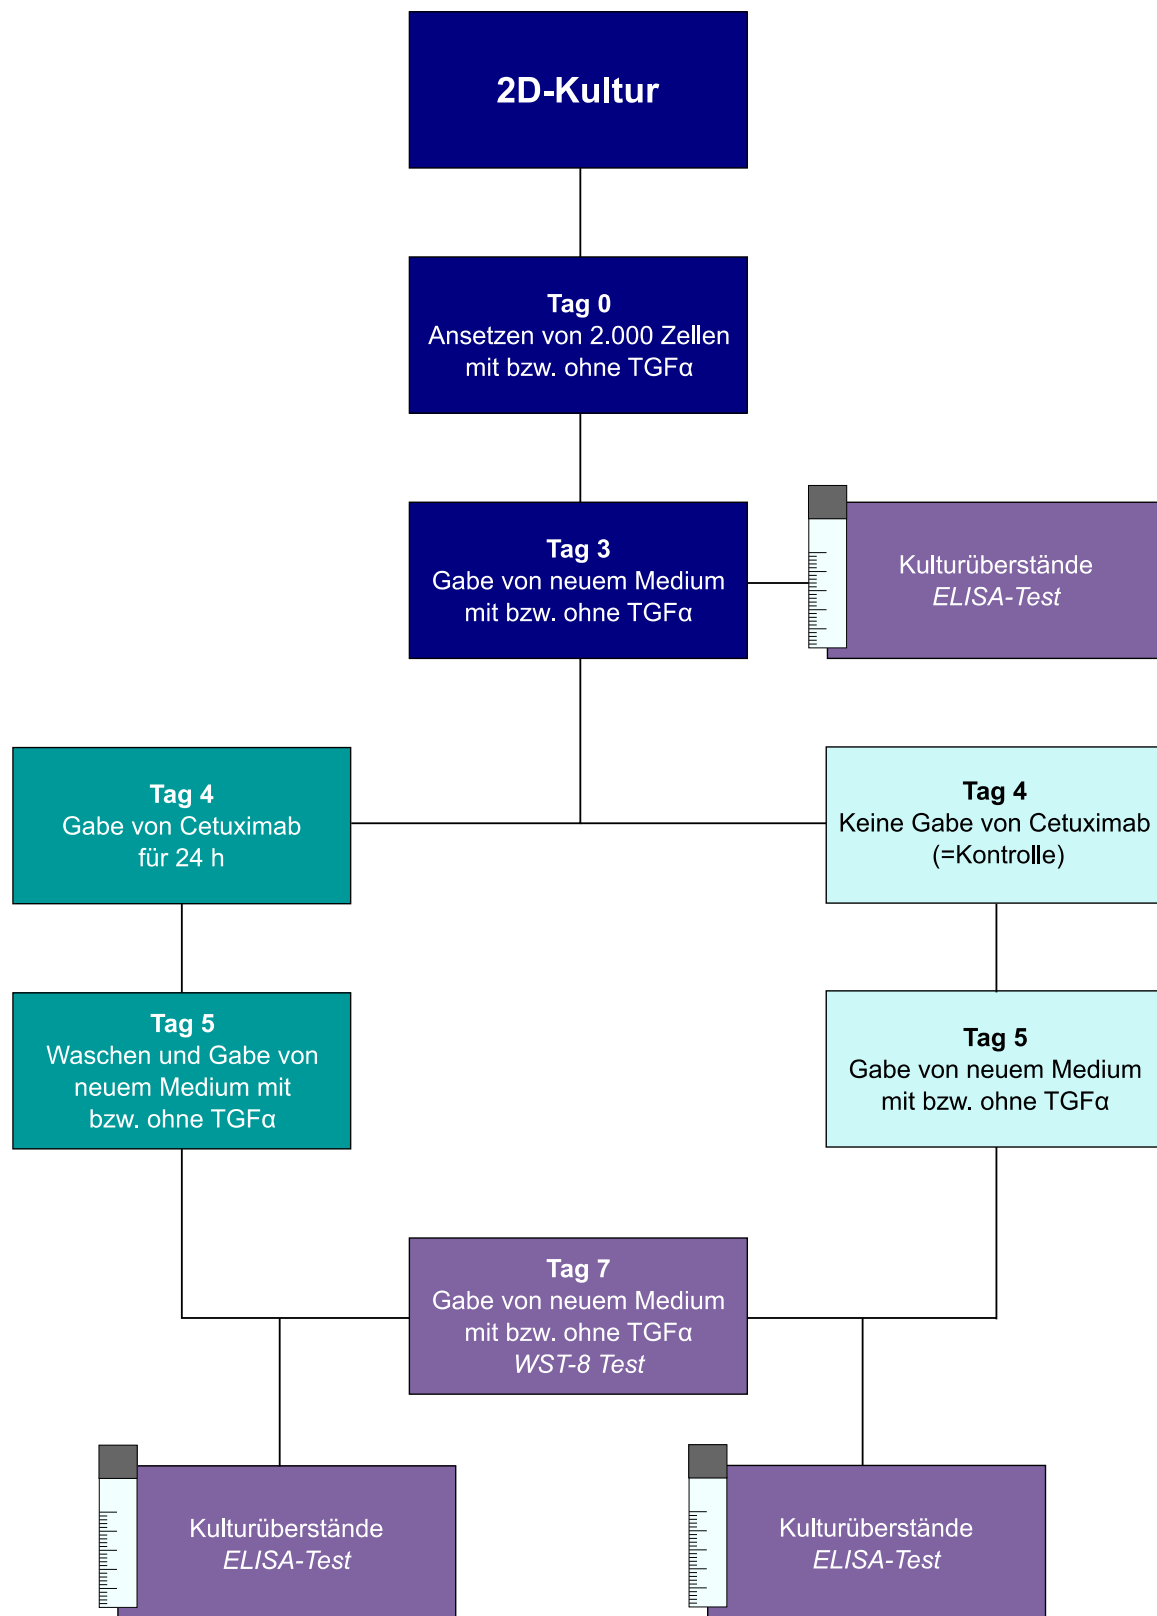 2D-Kultur
Tag 0
Ansetzen von 2.000 Zellen
mit bzw. ohne TGFα
Tag 3
Gabe von neuem Medium
mit bzw. ohne TGFα
Kulturüberstände
ELISA-Test
Tag 4
Gabe von Cetuximab
für 24 h
Tag 4
Keine Gabe von Cetuximab
(=Kontrolle)
Tag 5
Waschen und Gabe von
neuem Medium mit
bzw. ohne TGFα
Tag 5
Gabe von neuem Medium
mit bzw. ohne TGFα
Tag 7
Gabe von neuem Medium
mit bzw. ohne TGFα
WST-8 Test
Kulturüberstände
ELISA-Test
Kulturüberstände
ELISA-Test